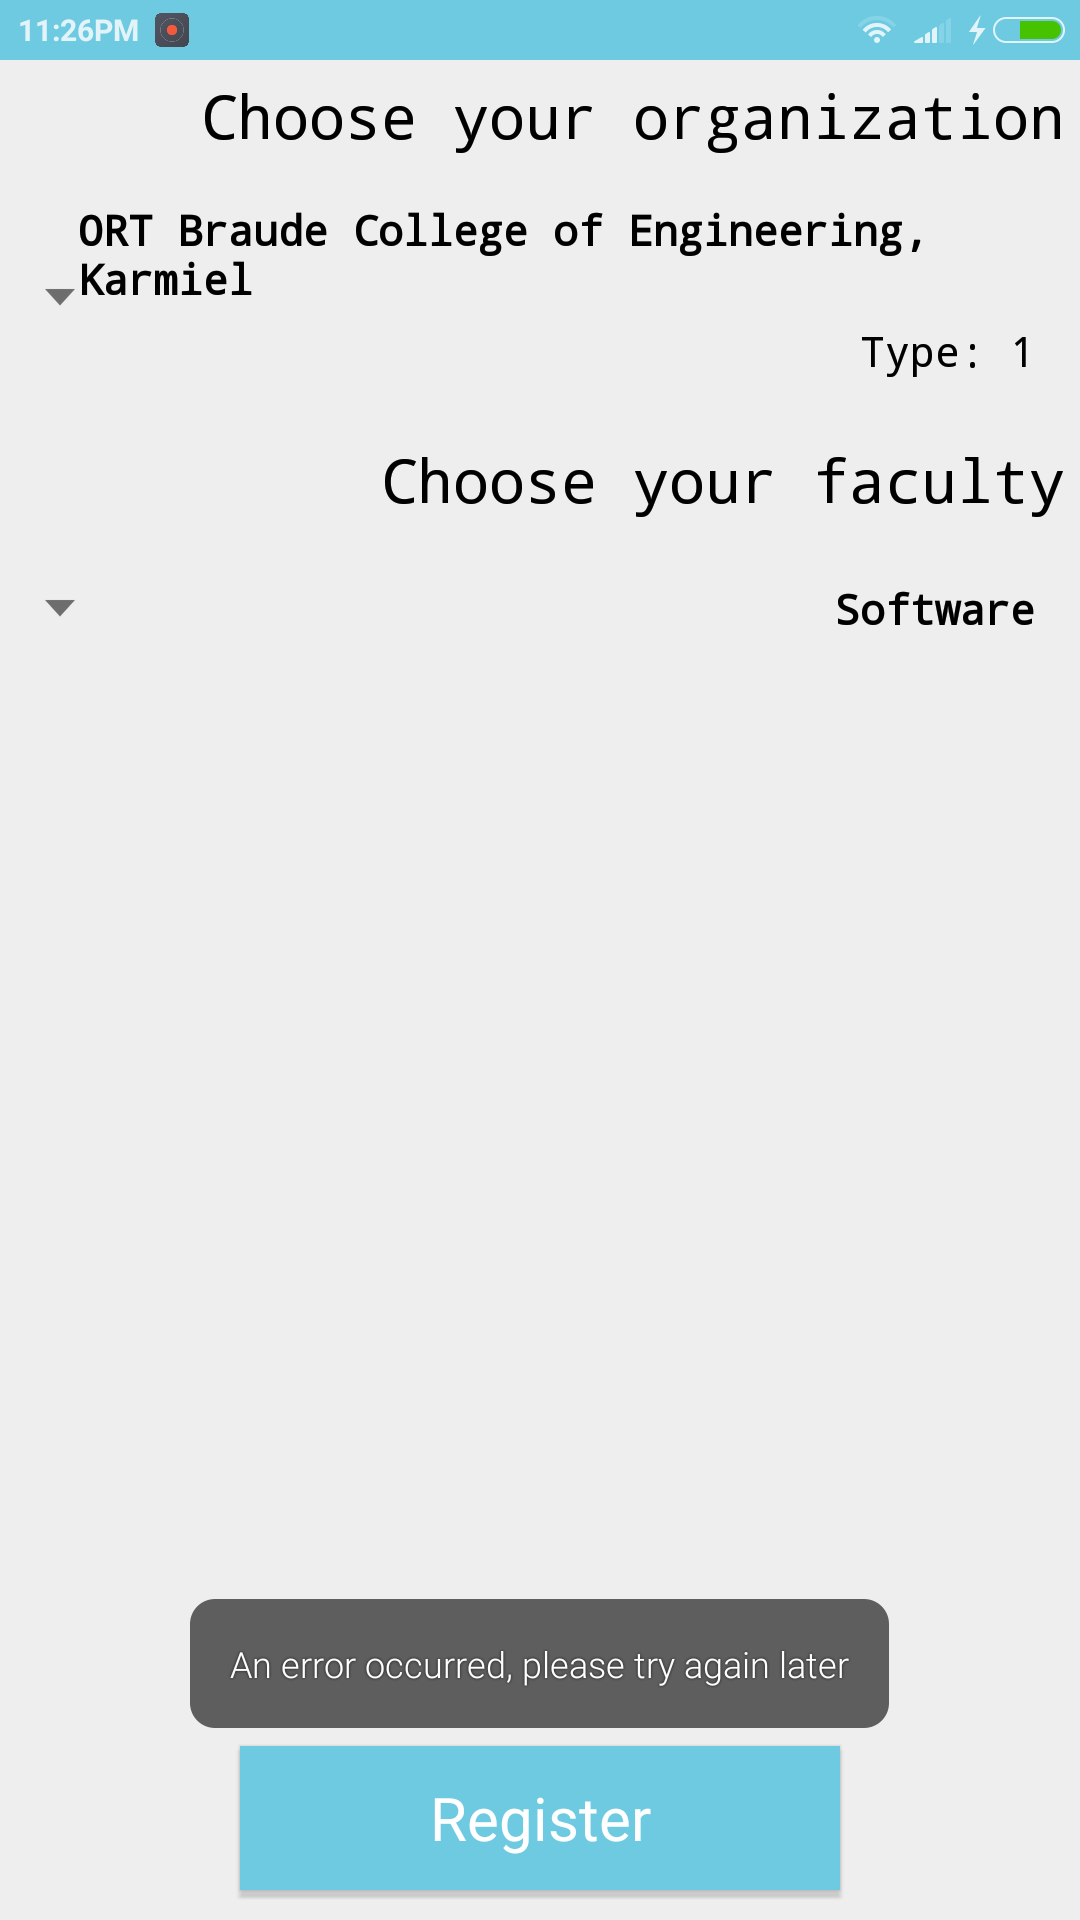 11:26PM
Choose your organization
ORT Braude College of Engineering,
Karmiel
Type: 1
Choose your faculty
Software
An error occurred, please try again later
Register